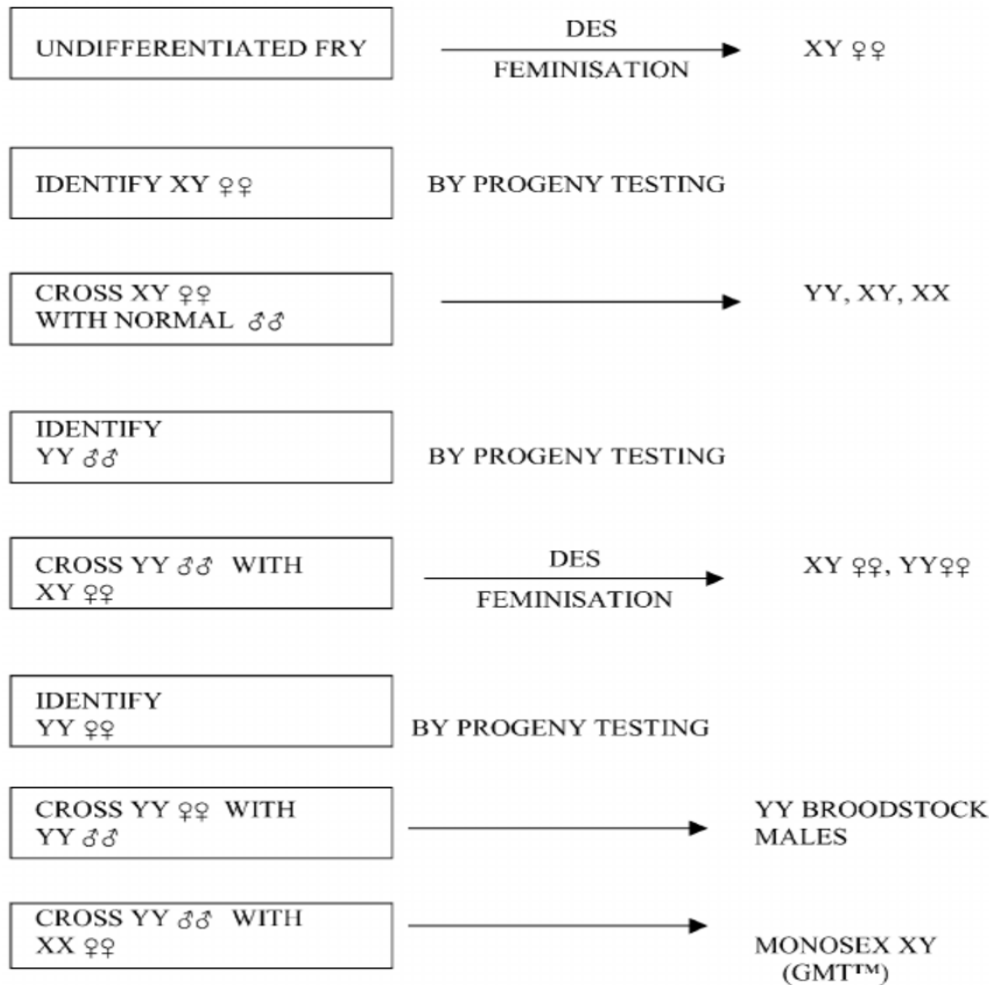 UNDIFFERENTIATED FRY
DES
FEMINISATION
XY ♀♀
IDENTIFY XY ♀♀
BY PROGENY TESTING
CROSS XY ♀♀
WITH NORMAL ♂♂
YY, XY, XX
IDENTIFY
YY ♂♂
BY PROGENY TESTING
CROSS YY ♂♂ WITH
XY ♀♀
DES
FEMINISATION
XY ♀♀, YY♀♀
IDENTIFY
YY ♀♀
BY PROGENY TESTING
CROSS YY ♀♀ WITH
YY ♂♂
YY BROODSTOCK
MALES
CROSS YY ♂♂ WITH
XX ♀♀
MONOSEX XY
(GMT™)